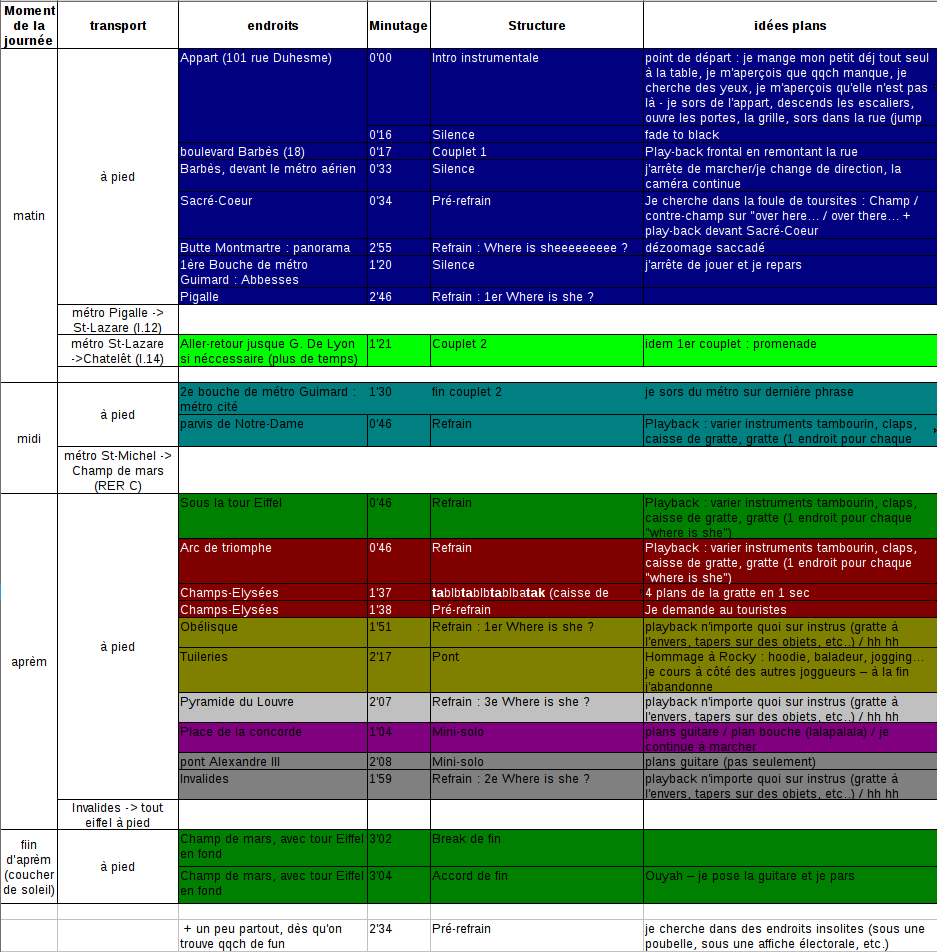 Moment de la journée	transport	endroits	Minutage	Structure	idées plans
matin
à pied
Appart (101 rue Duhesme)	0'00	Intro instrumentale	point de départ : je mange mon petit déj tout seul
à la table, je m'aperçois que qqch manque, je
cherche des yeux, je m'aperçois qu'elle n'est pas
là - je sors de l'appart, descends les escaliers,
ouvre les portes, la grille, sors dans la rue (jump
0'16	Silence	fade to black
boulevard Barbès (18)	0'17	Couplet 1	Play-back frontal en remontant la rue
Barbès, devant le métro aérien	0'33	Silence	j'arrête de marcher/je change de direction, la
caméra continue
Sacré-Coeur	0'34	Pré-refrain	Je cherche dans la foule de toursites : Champ /
contre-champ sur "over here... / over there... +
play-back devant Sacré-Coeur
Butte Montmartre : panorama	2'55	Refrain : Where is sheeeeeeeee ?	dézoomage saccadé
1ère Bouche de métro	1'20	Silence	j'arrête de jouer et je repars
Guimard : Abbesses
Pigalle	2'46	Refrain : 1er Where is she ?
métro Pigalle ->
St-Lazare (l.12)
métro St-Lazare	Aller-retour jusque G. De Lyon	1'21	Couplet 2	idem 1er couplet : promenade
->Chatelêt (l.14)	si néccessaire (plus de temps)
midi
à pied
2e bouche de métro Guimard :	1'30	fin couplet 2	je sors du métro sur dernière phrase
métro cité
parvis de Notre-Dame	0'46	Refrain	Playback : varier instruments tambourin, claps,
caisse de gratte, gratte (1 endroit pour chaque
métro St-Michel ->
Champ de mars
(RER C)
aprèm
à pied
Sous la tour Eiffel	0'46	Refrain	Playback : varier instruments tambourin, claps,
caisse de gratte, gratte (1 endroit pour chaque
"where is she")
Arc de triomphe	0'46	Refrain	Playback : varier instruments tambourin, claps,
caisse de gratte, gratte (1 endroit pour chaque
"where is she")
Champs-Elysées	1'37	tablbtablbtablbatak (caisse de	4 plans de la gratte en 1 sec
Champs-Elysées	1'38	Pré-refrain	Je demande au touristes
Obélisque	1'51	Refrain : 1er Where is she ?	playback n'importe quoi sur instrus (gratte à
l'envers, tapers sur des objets, etc..) / hh hh
Tuileries	2'17	Pont	Hommage à Rocky : hoodie, baladeur, jogging...
je cours à côté des autres joggueurs – à la fin
j'abandonne
Pyramide du Louvre	2'07	Refrain : 3e Where is she ?	playback n'importe quoi sur instrus (gratte à
l'envers, tapers sur des objets, etc..) / hh hh
Place de la concorde	1'04	Mini-solo	plans guitare / plan bouche (lalapalala) / je
continue à marcher
pont Alexandre III	2'08	Mini-solo	plans guitare (pas seulement)
Invalides	1'59	Refrain : 2e Where is she ?	playback n'importe quoi sur instrus (gratte à
l'envers, tapers sur des objets, etc..) / hh hh
Invalides -> tout
eiffel à pied
fiin
d'aprèm
(coucher
de soleil)
à pied
Champ de mars, avec tour Eiffel	3'02	Break de fin
en fond
Champ de mars, avec tour Eiffel	3'04	Accord de fin	Ouyah – je pose la guitare et je pars
en fond
+ un peu partout, dès qu'on	2'34	Pré-refrain	je cherche dans des endroits insolites (sous une
trouve qqch de fun	poubelle, sous une affiche électorale, etc.)